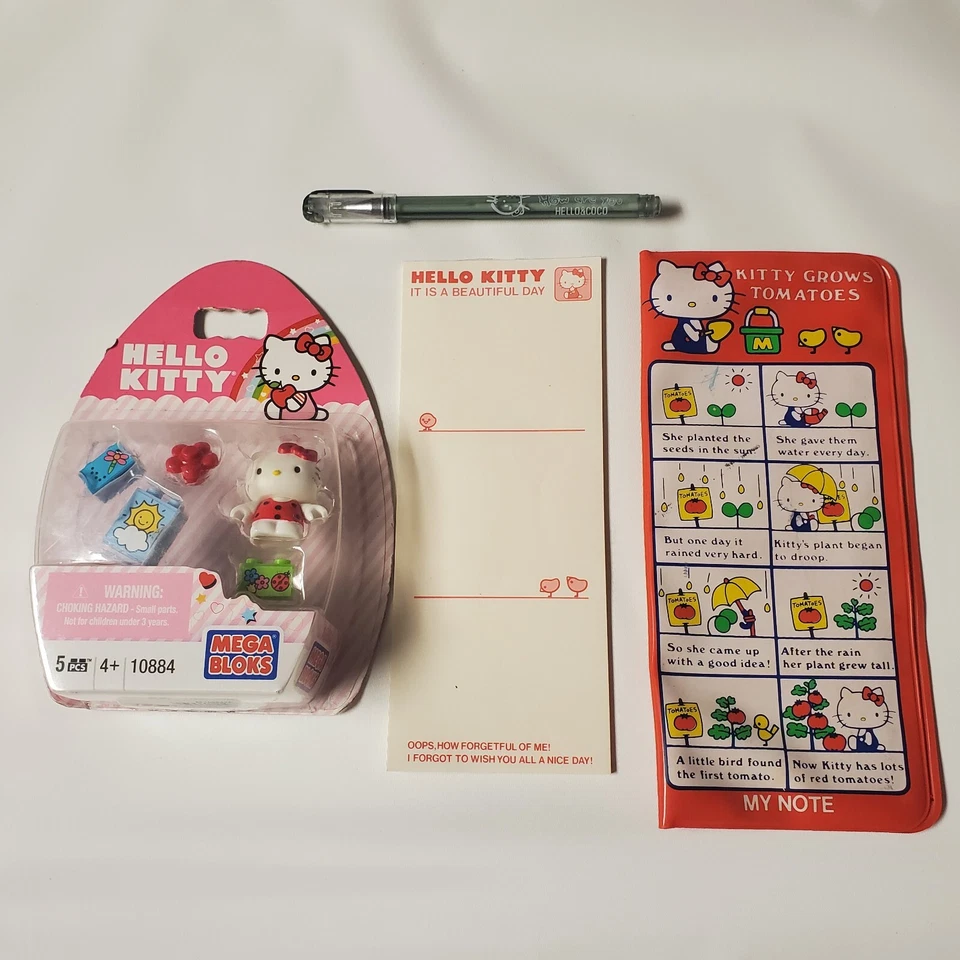 How are you
HELLO&COCO
HELLO
KITTY
WARNING:
CHOKING HAZARD - Small parts.
Not for children under 3 years.
5 PCS 4+ 10884
MEGA
BLOKS
HELLO KITTY
IT IS A BEAUTIFUL DAY
OOPS,HOW FORGETFUL OF ME!
I FORGOT TO WISH YOU ALL A NICE DAY!
KITTY GROWS
TOMATOES
M
TOMATOES
She planted the
seeds in the sun.
She gave them
water every day.
TOMATOES
But one day it
rained very hard.
Kitty's plant began
to droop.
TOMATOES
So she came up
with a good idea!
TOMATOES
After the rain
her plant grew tall.
TOMATOES
A little bird found
the first tomato.
Now Kitty has lots
of red tomatoes!
MY NOTE